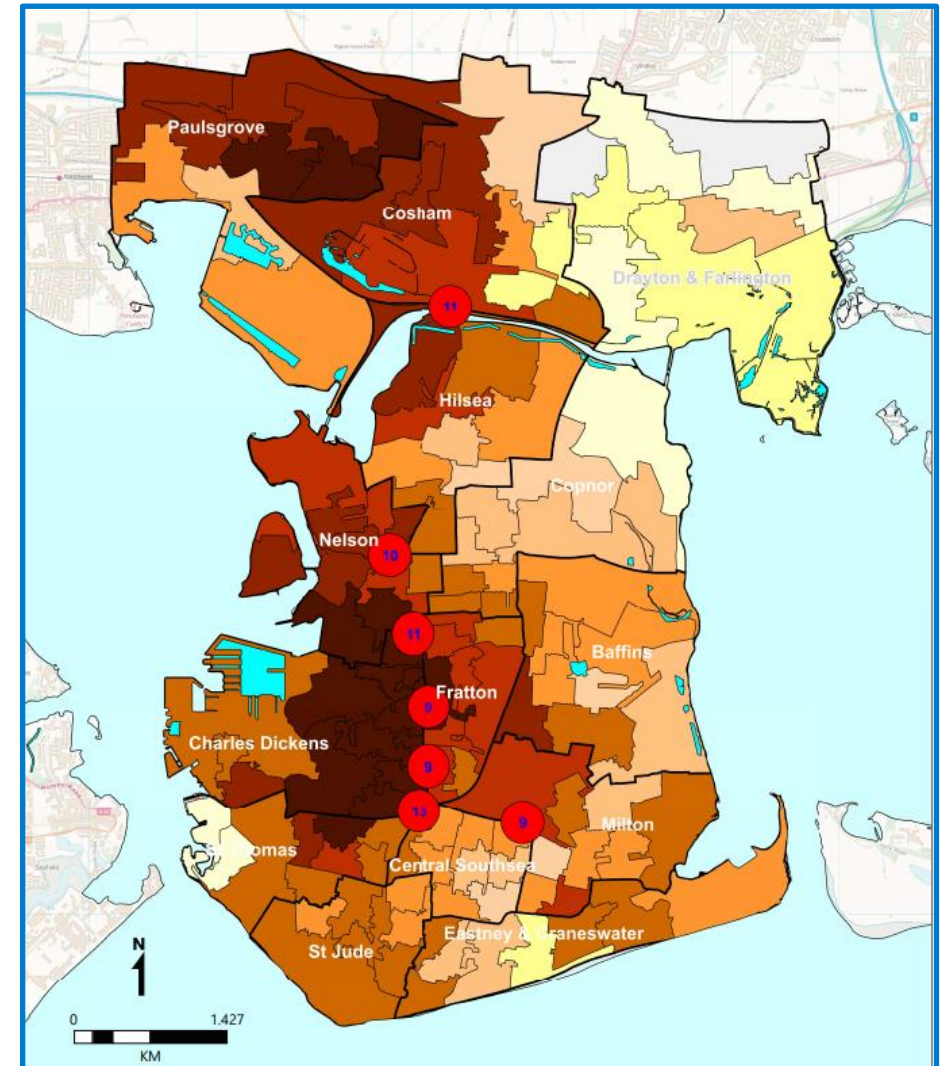 Paulsgrove
Cosham
Drayton & Farlington
11
Hilsea
Copnor
Nelson
10
11
Baffins
Fratton
9
Charles Dickens
9
13
9
Milton
St Thomas
Central Southsea
Eastney & Craneswater
St Jude
N
0 1.427
KM